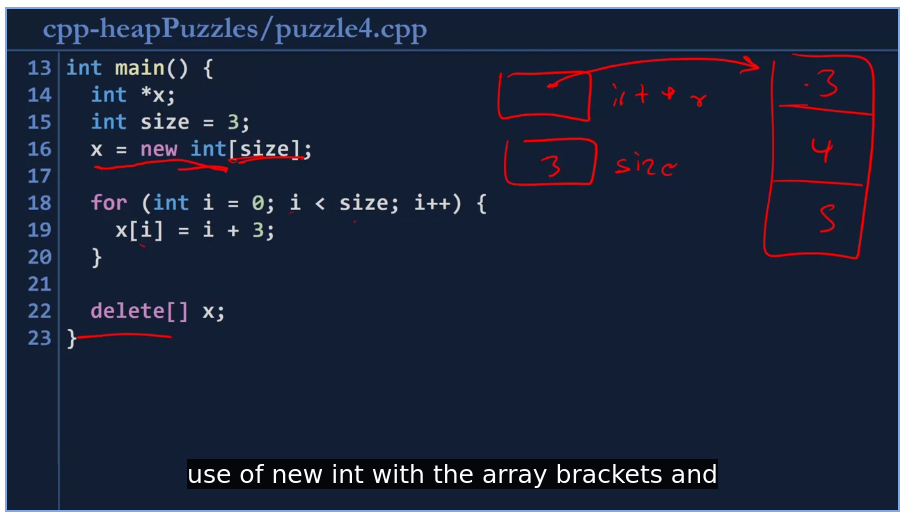 cpp-heapPuzzles/puzzle4.cpp
13 int main() {
14 int *x;
15 int size = 3;
16 x = new int[size];
17
18 for (int i = 0; i < size; i++) {
19 x[i] = i + 3;
20 }
21
22 delete[] x;
23 }
3
int * x
3 size
4
5
use of new int with the array brackets and